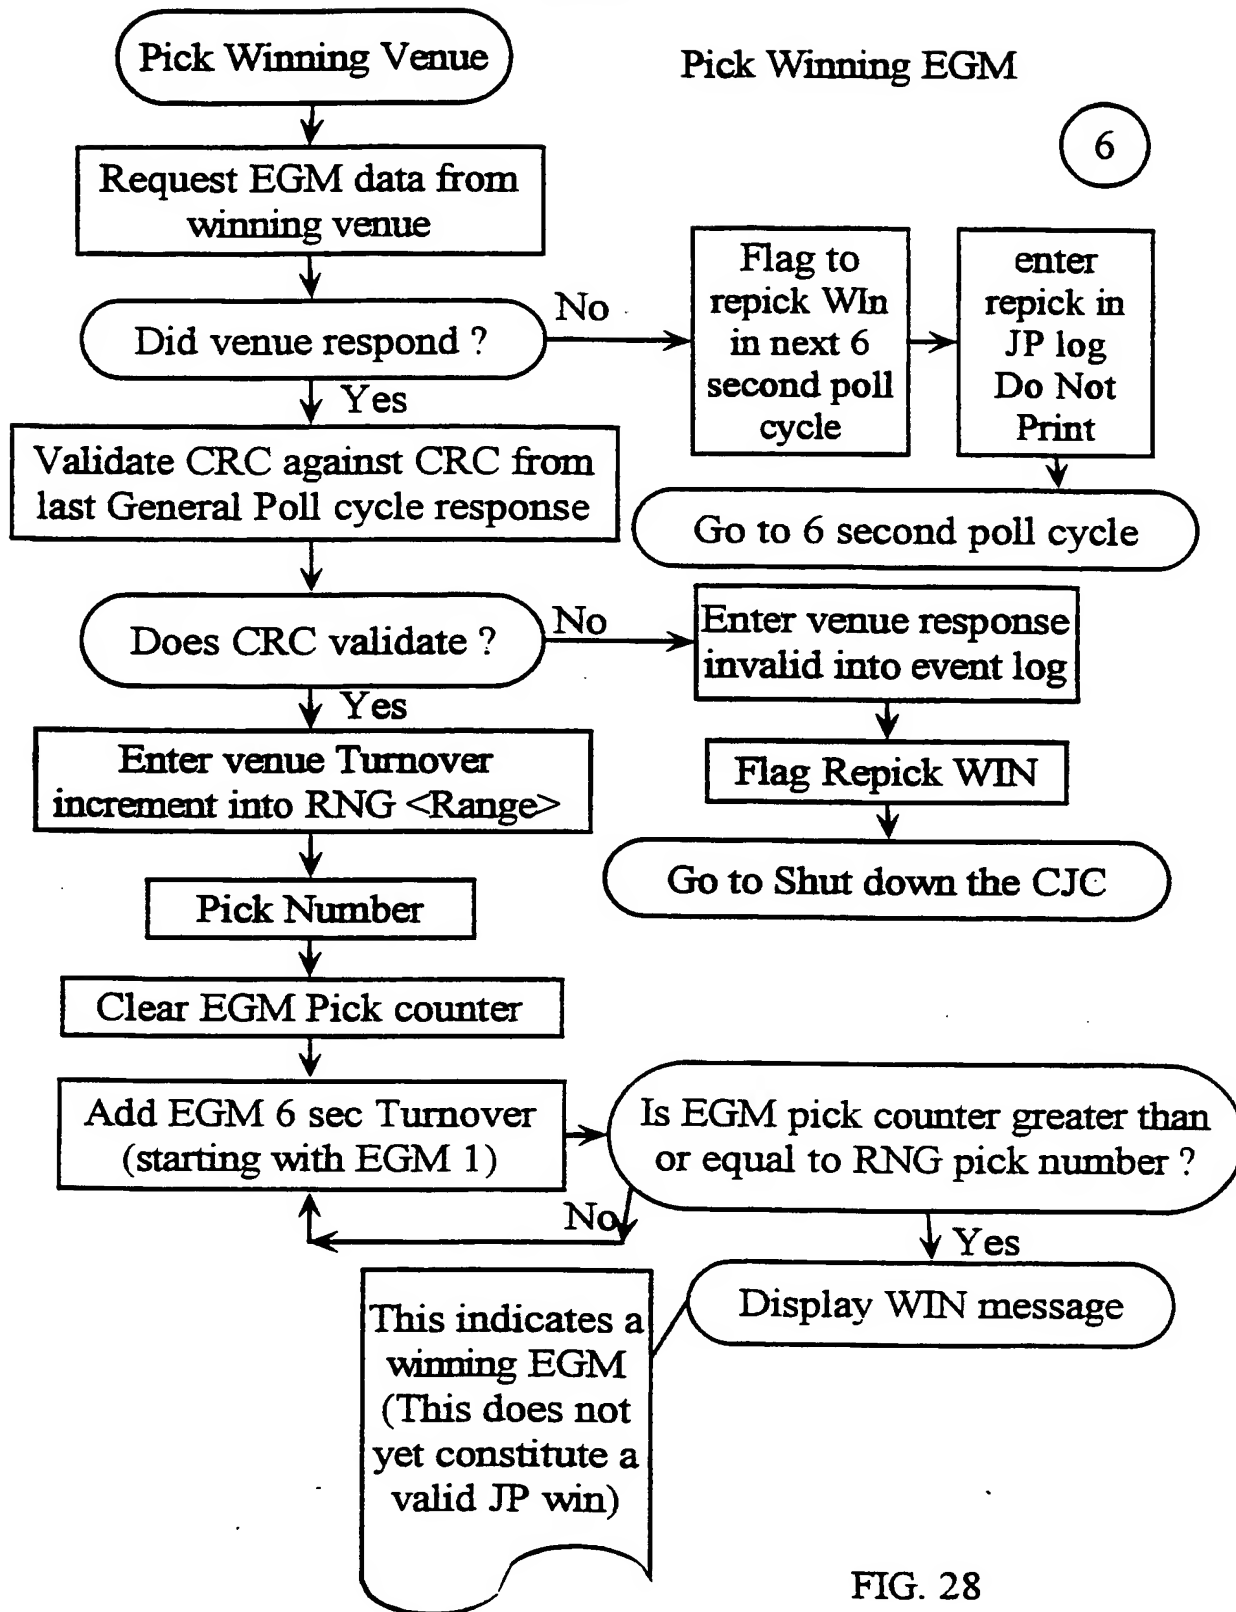 Pick Winning Venue
Pick Winning EGM
6
Request EGM data from
winning venue
Did venue respond ?
No
Flag to
repick WIn
in next 6
second poll
cycle
enter
repick in
JP log
Do Not
Print
Go to 6 second poll cycle
Yes
Validate CRC against CRC from
last General Poll cycle response
Does CRC validate ?
No
Enter venue response
invalid into event log
Flag Repick WIN
Go to Shut down the CJC
Yes
Enter venue Turnover
increment into RNG <Range>
Pick Number
Clear EGM Pick counter
Add EGM 6 sec Turnover
(starting with EGM 1)
Is EGM pick counter greater than
or equal to RNG pick number ?
No
Yes
Display WIN message
This indicates a
winning EGM
(This does not
yet constitute a
valid JP win)
FIG. 28